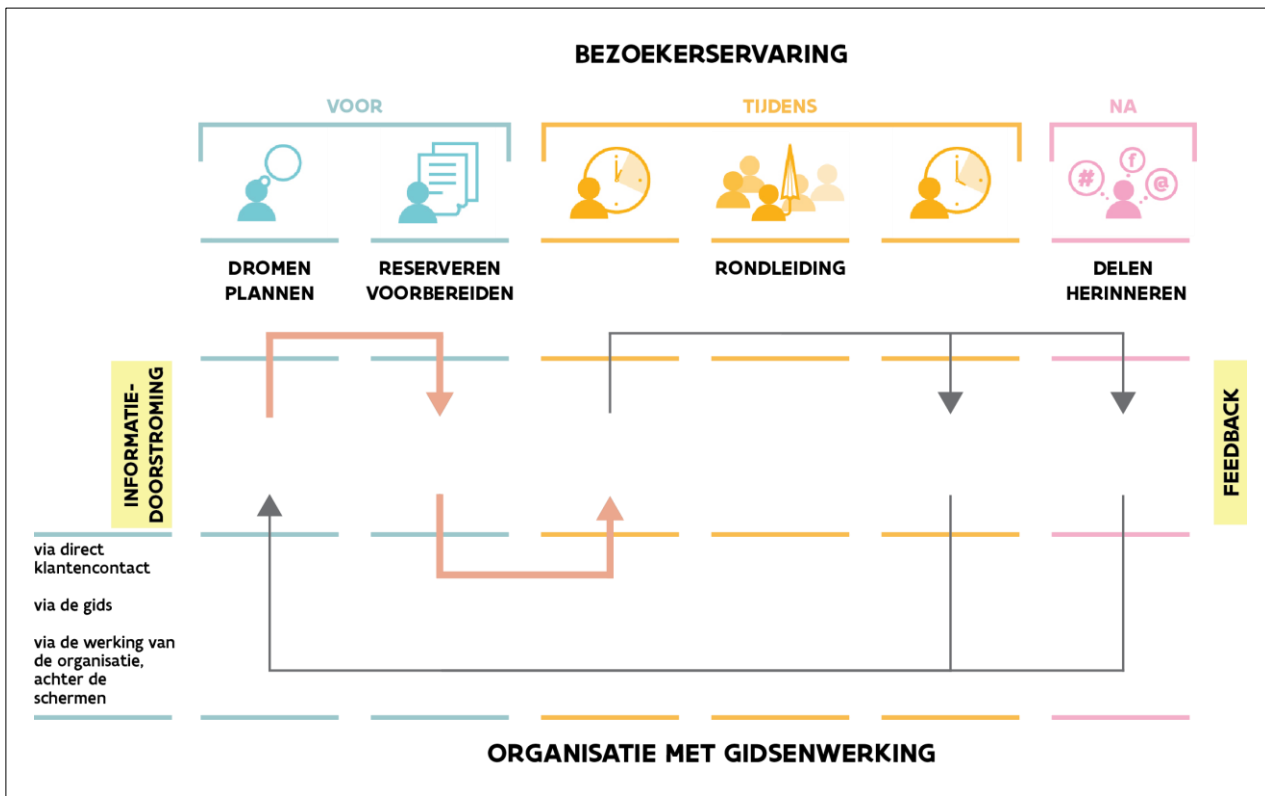 BEZOEKERSERVARING
VOOR
TIJDENS
NA
#
f
@
DROMEN
PLANNEN
RESERVEREN
VOORBEREIDEN
RONDLEIDING
DELEN
HERINNEREN
INFORMATIE-
DOORSTROMING
FEEDBACK
via direct
klantencontact
via de gids
via de werking van
de organisatie,
achter de
schermen
ORGANISATIE MET GIDSENWERKING